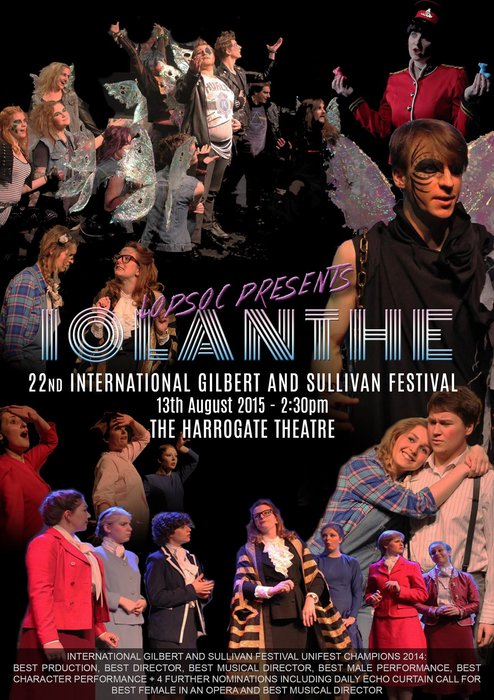 LODSOC PRESENTS
IOLANTHE
22ND INTERNATIONAL GILBERT AND SULLIVAN FESTIVAL
13th August 2015 - 2:30pm
THE HARROGATE THEATRE
INTERNATIONAL GILBERT AND SULLIVAN FESTIVAL UNIFEST CHAMPIONS 2014:
BEST PRDUCTION, BEST DIRECTOR, BEST MUSICAL DIRECTOR, BEST MALE PERFORMANCE, BEST
CHARACTER PERFORMANCE + 4 FURTHER NOMINATIONS INCLUDING DAILY ECHO CURTAIN CALL FOR
BEST FEMALE IN AN OPERA AND BEST MUSICAL DIRECTOR